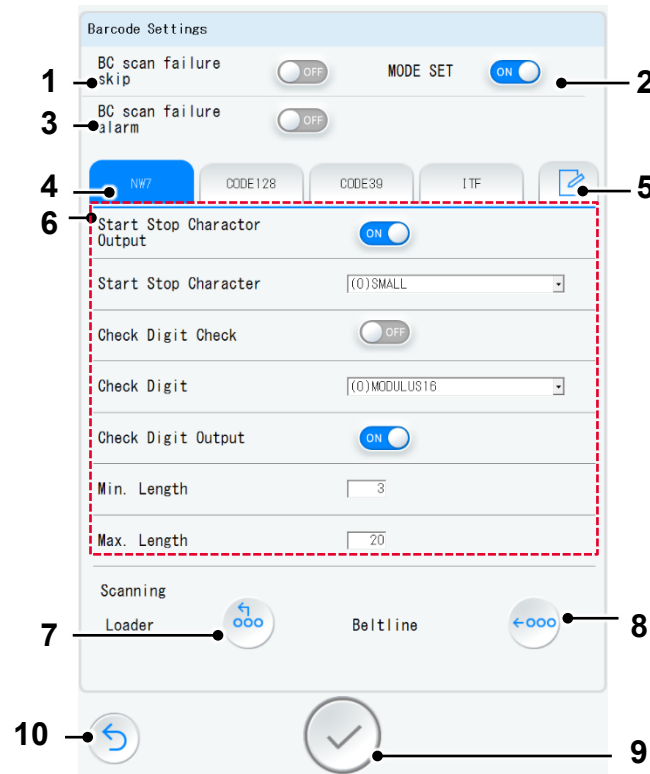 Barcode Settings
BC scan failure
skip
OFF
MODE SET
ON
1
2
BC scan failure
alarm
OFF
3
NW7
CODE128
CODE39
ITF
4
5
6
Start Stop Charactor
Output
ON
Start Stop Character
(0)SMALL
Check Digit Check
OFF
Check Digit
(0)MODULUS16
Check Digit Output
ON
Min. Length
3
Max. Length
20
Scanning
Loader
Beltline
7
8
10
9